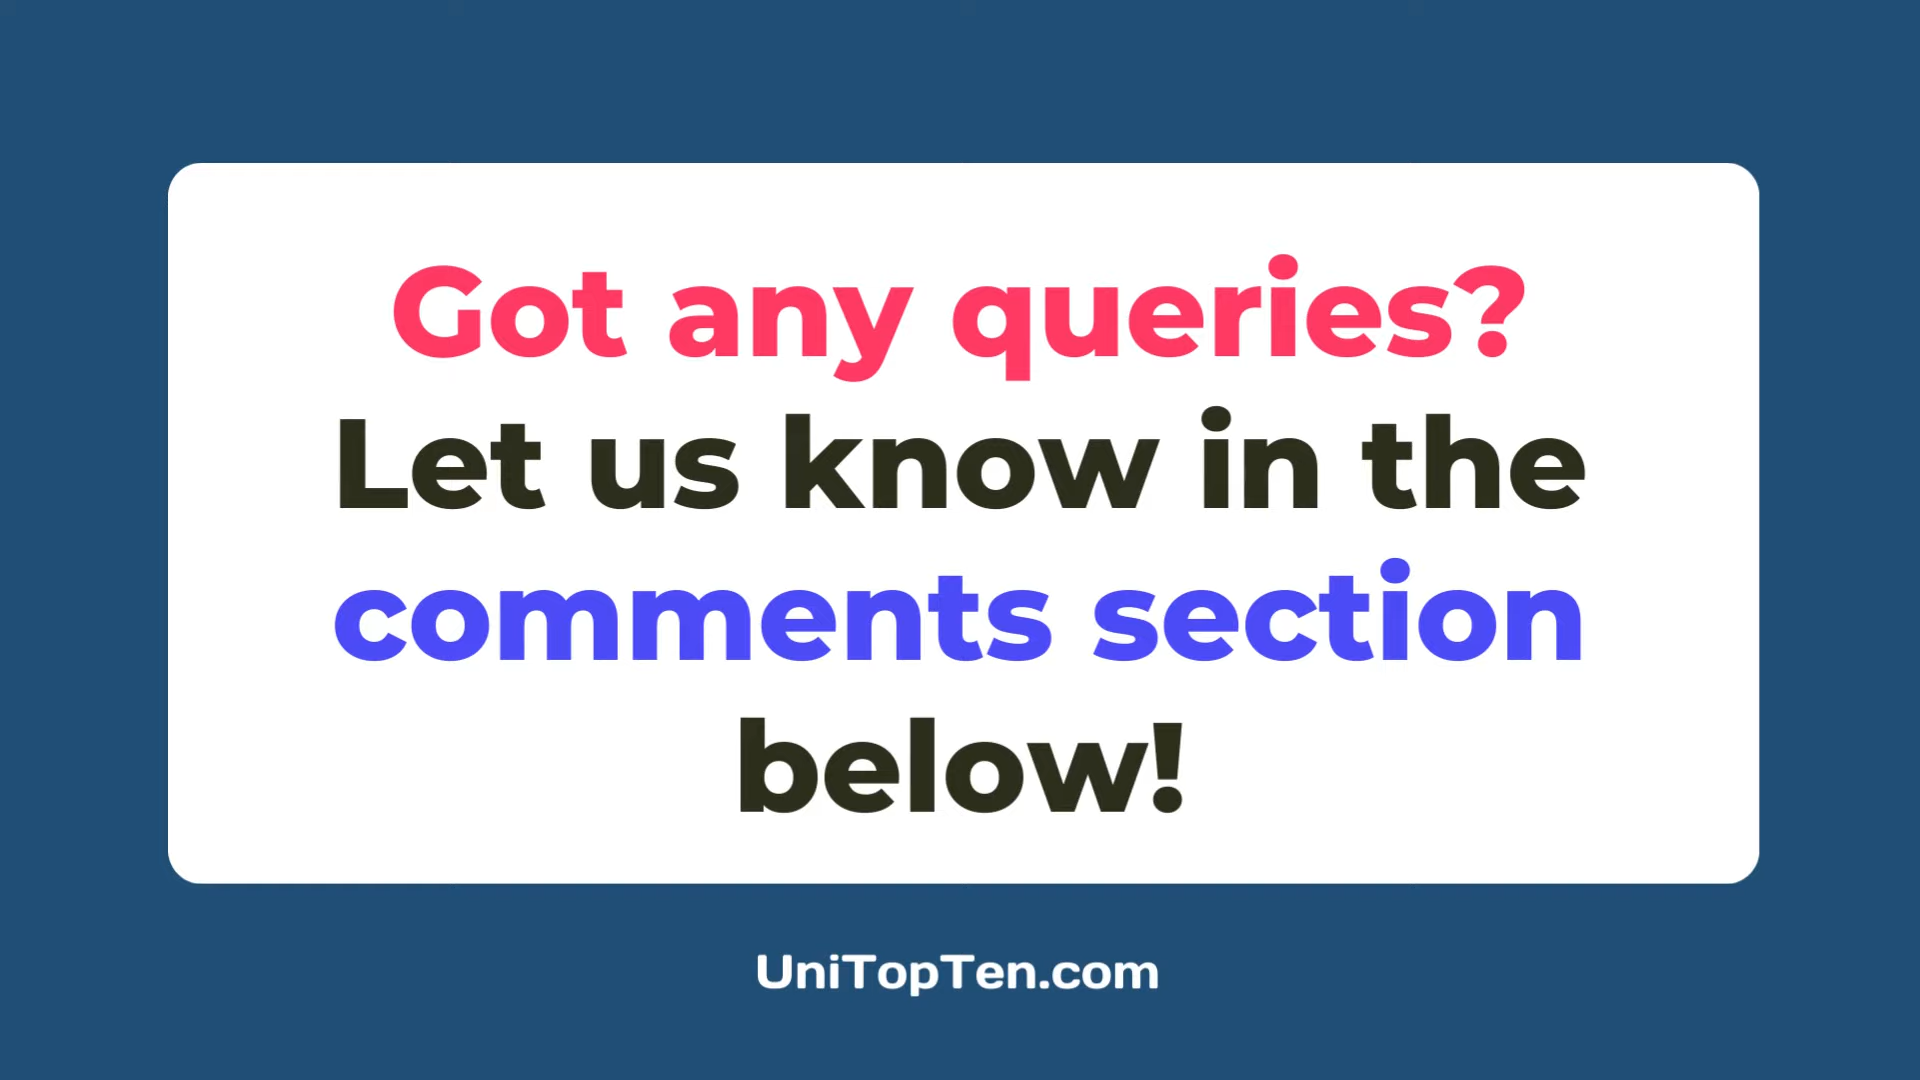 Got any queries?
Let us know in the
comments section
below!
UniTopTen.com